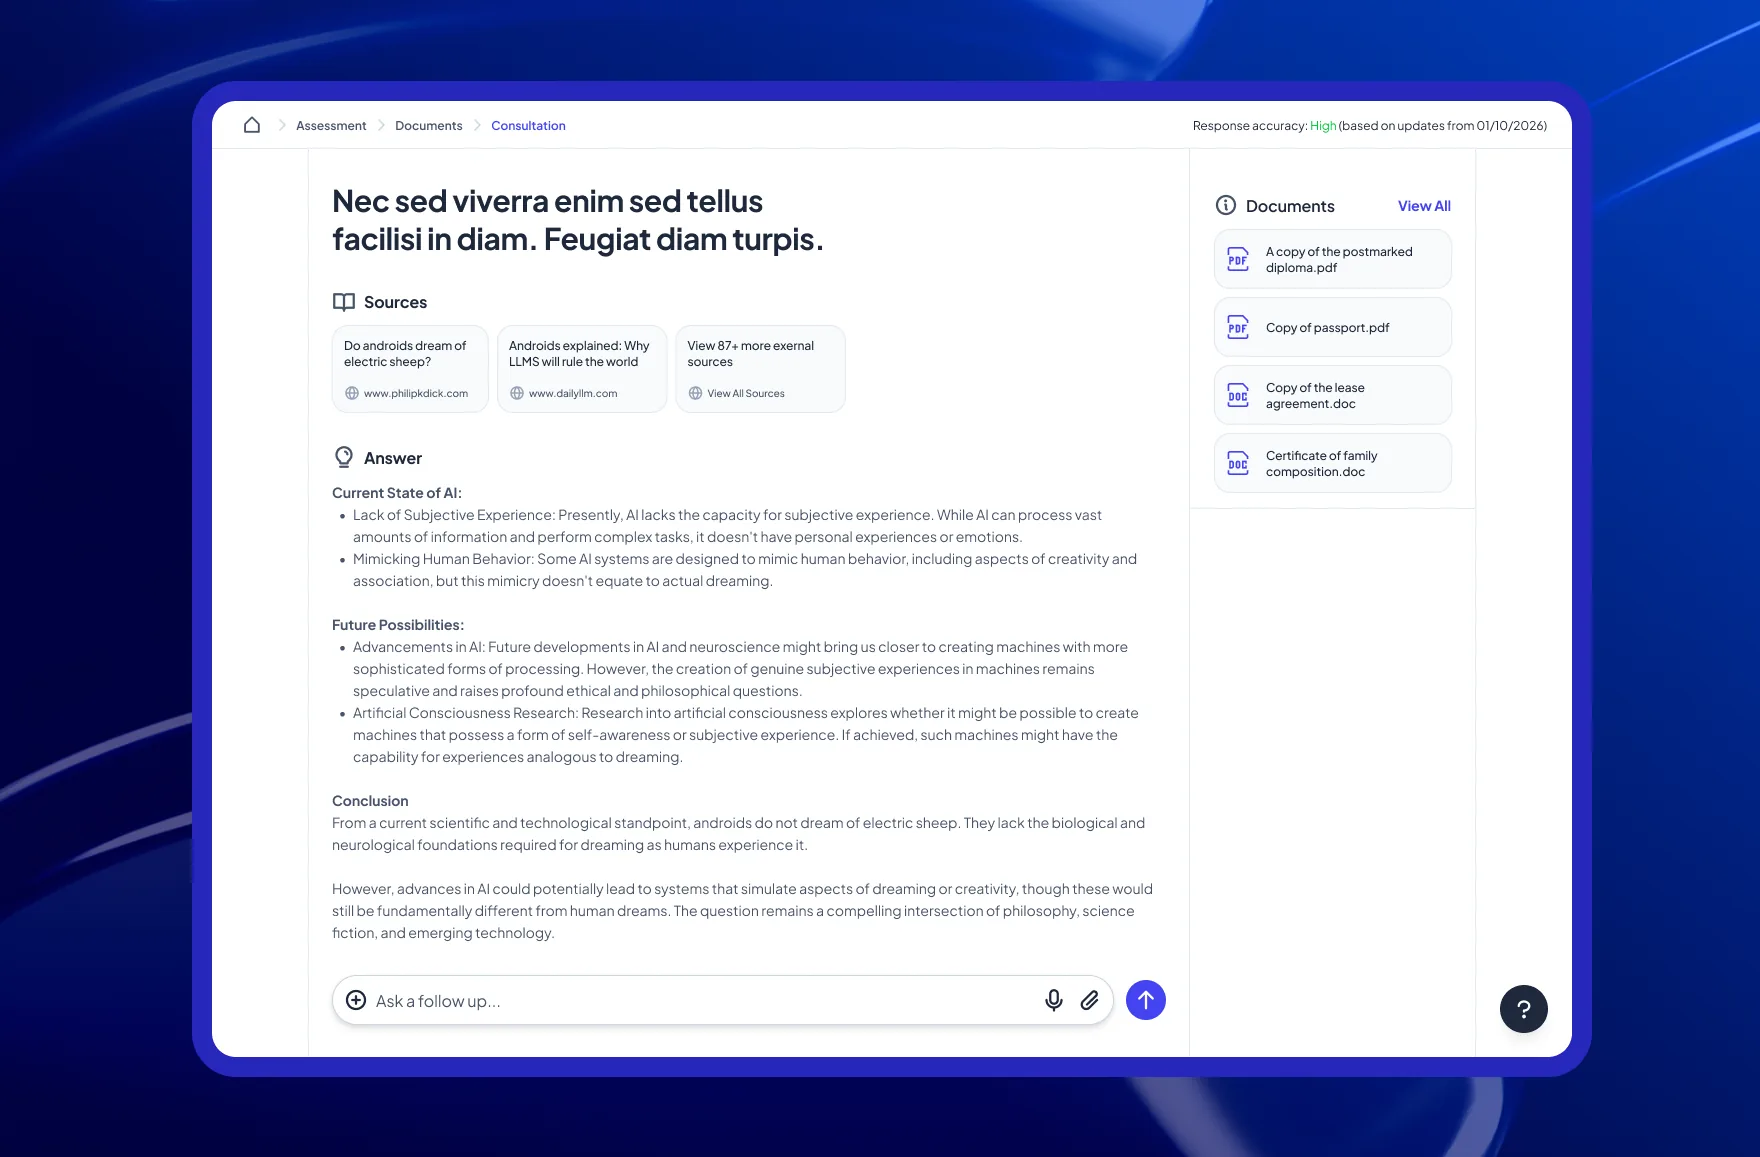 Assessment
Documents
Consultation
Response accuracy: High (based on updates from 01/10/2026)
Nec sed viverra enim sed tellus
facilisi in diam. Feugiat diam turpis.
Sources
Do androids dream of
electric sheep?
www.philipkdick.com
Androids explained: Why
LLMS will rule the world
www.dailyllm.com
View 87+ more exernal
sources
View All Sources
Answer
Current State of AI:
• Lack of Subjective Experience: Presently, AI lacks the capacity for subjective experience. While AI can process vast
amounts of information and perform complex tasks, it doesn't have personal experiences or emotions.
• Mimicking Human Behavior: Some AI systems are designed to mimic human behavior, including aspects of creativity and
association, but this mimicry doesn't equate to actual dreaming.
Future Possibilities:
• Advancements in AI: Future developments in AI and neuroscience might bring us closer to creating machines with more
sophisticated forms of processing. However, the creation of genuine subjective experiences in machines remains
speculative and raises profound ethical and philosophical questions.
• Artificial Consciousness Research: Research into artificial consciousness explores whether it might be possible to create
machines that possess a form of self-awareness or subjective experience. If achieved, such machines might have the
capability for experiences analogous to dreaming.
Conclusion
From a current scientific and technological standpoint, androids do not dream of electric sheep. They lack the biological and
neurological foundations required for dreaming as humans experience it.
However, advances in AI could potentially lead to systems that simulate aspects of dreaming or creativity, though these would
still be fundamentally different from human dreams. The question remains a compelling intersection of philosophy, science
fiction, and emerging technology.
Ask a follow up...
Documents
View All
PDF
A copy of the postmarked
diploma.pdf
PDF
Copy of passport.pdf
DOC
Copy of the lease
agreement.doc
DOC
Certificate of family
composition.doc
?